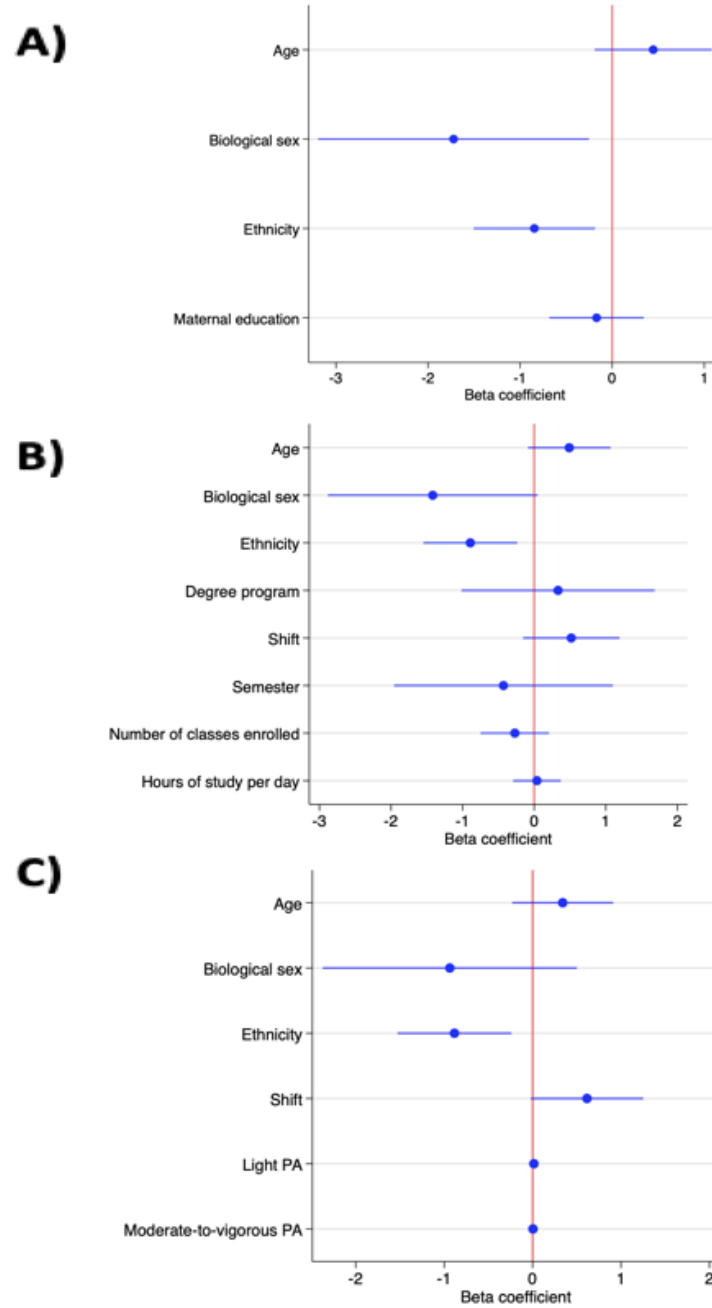 A)
Age
Biological sex
Ethnicity
Maternal education
-3 -2 -1 0 1
Beta coefficient
B)
Age
Biological sex
Ethnicity
Degree program
Shift
Semester
Number of classes enrolled
Hours of study per day
-3 -2 -1 0 1 2
Beta coefficient
C)
Age
Biological sex
Ethnicity
Shift
Light PA
Moderate-to-vigorous PA
-2 -1 0 1 2
Beta coefficient